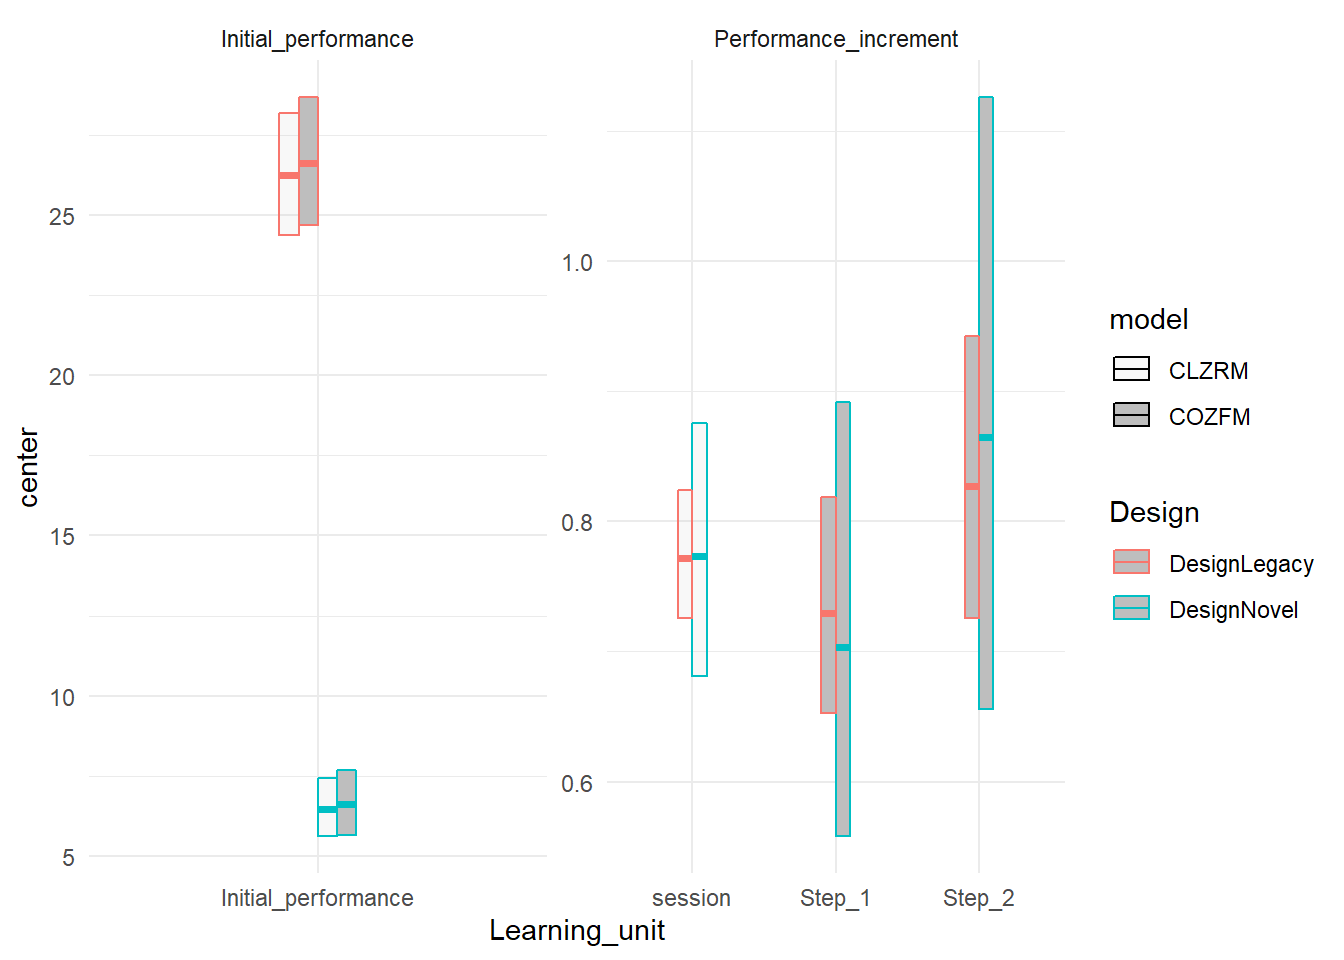 Initial_performance
Performance_increment
center
25
20
15
10
5
1.0
0.8
0.6
Initial_performance
session
Step_1
Step_2
Learning_unit
model
CLZRM
COZFM
Design
DesignLegacy
DesignNovel